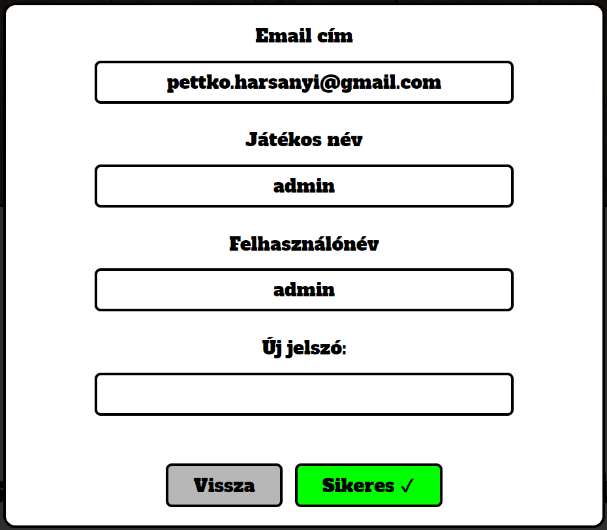 Email cím
pettko.harsanyi@gmail.com
Játékos név
admin
Felhasználónév
admin
Új jelszó:
Vissza
Sikeres ✓